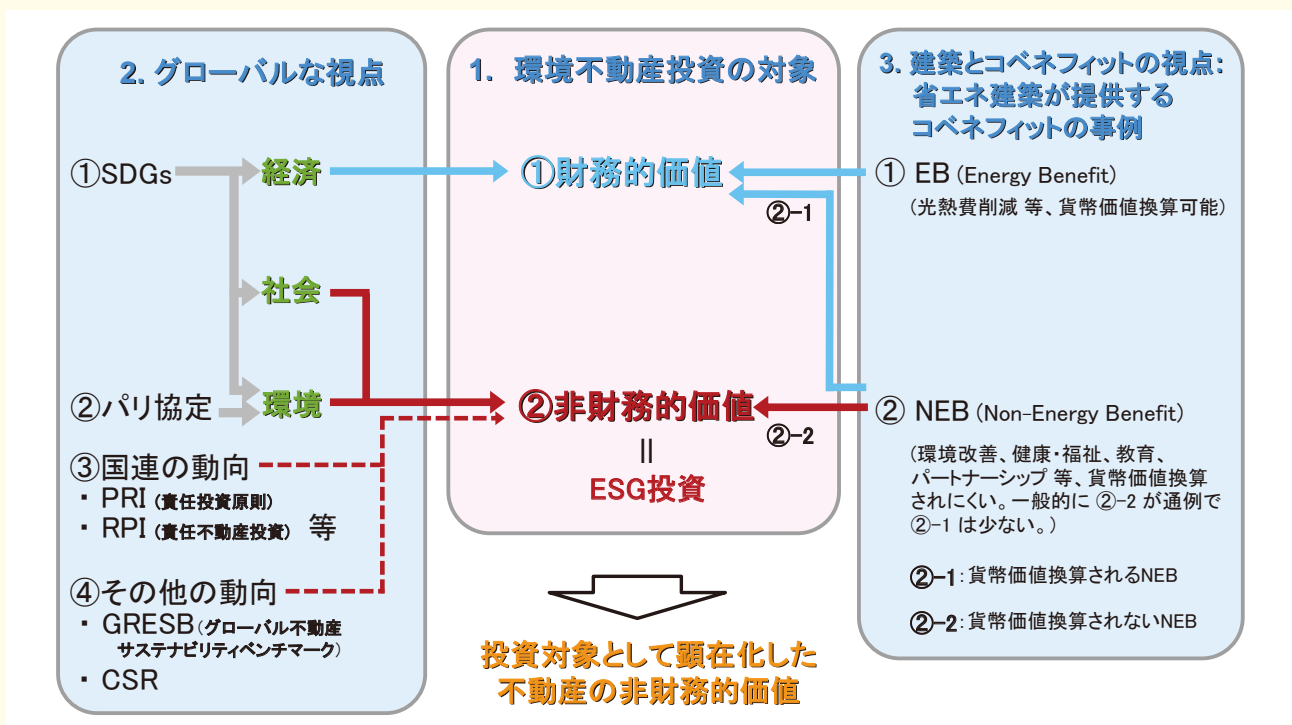 2. グローバルな視点
①SDGs
経済
社会
②パリ協定
環境
③国連の動向
・ PRI (責任投資原則)
・ RPI (責任不動産投資) 等
④その他の動向
・ GRESB(グローバル不動産
サステナビリティベンチマーク)
・ CSR
1. 環境不動産投資の対象
①財務的価値
②-1
②非財務的価値
②-2
||
ESG投資
投資対象として顕在化した
不動産の非財務的価値
3. 建築とコベネフィットの視点:
省エネ建築が提供する
コベネフィットの事例
① EB (Energy Benefit)
(光熱費削減 等、貨幣価値換算可能)
② NEB (Non-Energy Benefit)
(環境改善、健康・福祉、教育、
パートナーシップ 等、貨幣価値換算
されにくい。一般的に ②-2 が通例で
②-1 は少ない。)
②-1:貨幣価値換算されるNEB
②-2:貨幣価値換算されないNEB